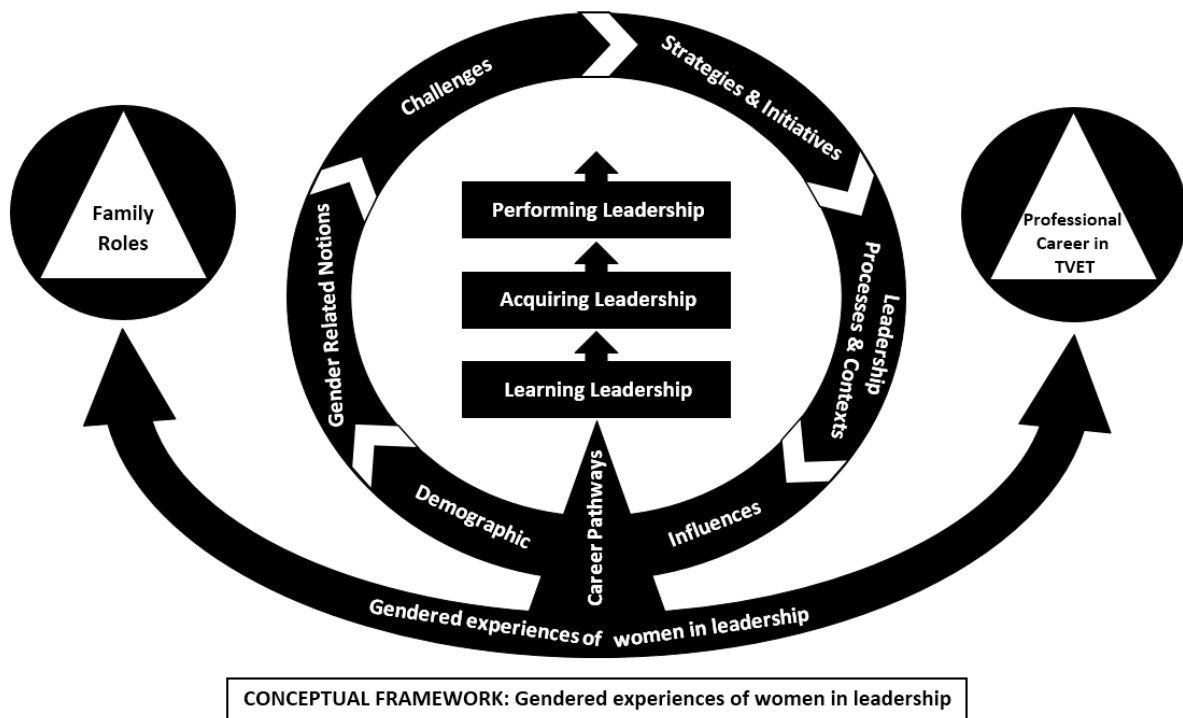 Challenges
Strategies & Initiatives
Family
Roles
Performing Leadership
Professional
Career in
TVET
Gender Related Notions
Acquiring Leadership
Leadership
Processes & Contexts
Learning Leadership
Demographic
Career Pathways
Influences
Gendered experiences of women in leadership
CONCEPTUAL FRAMEWORK: Gendered experiences of women in leadership